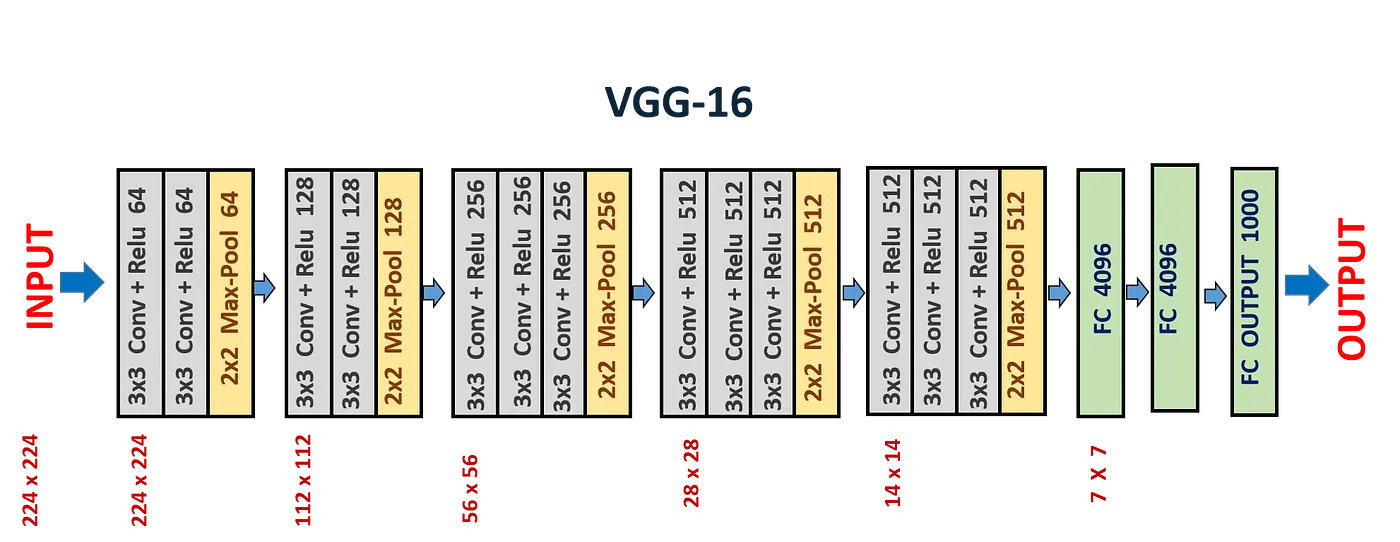 VGG-16
INPUT
3x3 Conv + Relu 64
3x3 Conv + Relu 64
2x2 Max-Pool 64
3x3 Conv + Relu 128
3x3 Conv + Relu 128
2x2 Max-Pool 128
3x3 Conv + Relu 256
3x3 Conv + Relu 256
3x3 Conv + Relu 256
2x2 Max-Pool 256
3x3 Conv + Relu 512
3x3 Conv + Relu 512
3x3 Conv + Relu 512
2x2 Max-Pool 512
3x3 Conv + Relu 512
3x3 Conv + Relu 512
3x3 Conv + Relu 512
2x2 Max-Pool 512
FC 4096
FC 4096
FC OUTPUT 1000
OUTPUT
224 x 224
224 x 224
112 x 112
56 x 56
28 x 28
14 x 14
7 X 7